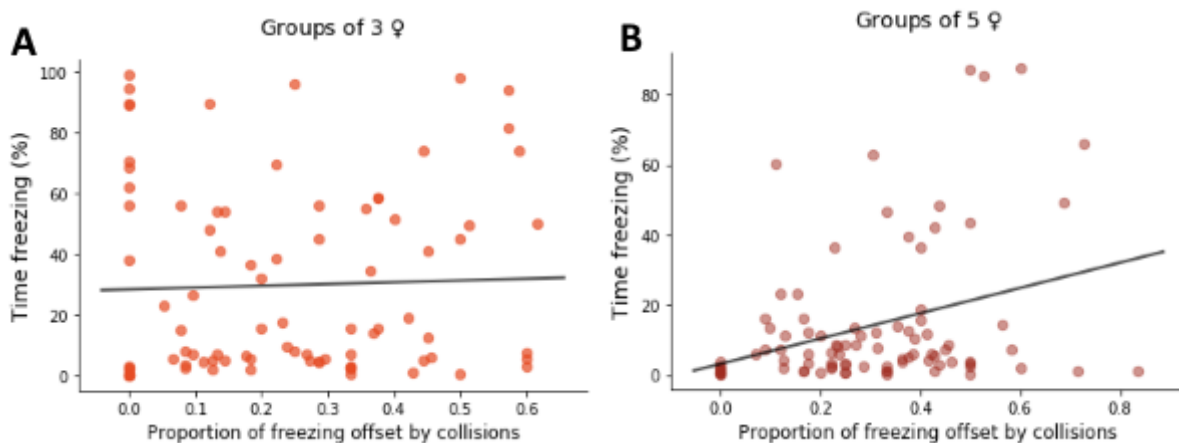 A
Groups of 3 ♀
Time freezing (%)
100
80
60
40
20
0
0.0 0.1 0.2 0.3 0.4 0.5 0.6
Proportion of freezing offset by collisions
B
Groups of 5 ♀
Time freezing (%)
80
60
40
20
0
0.0 0.2 0.4 0.6 0.8
Proportion of freezing offset by collisions